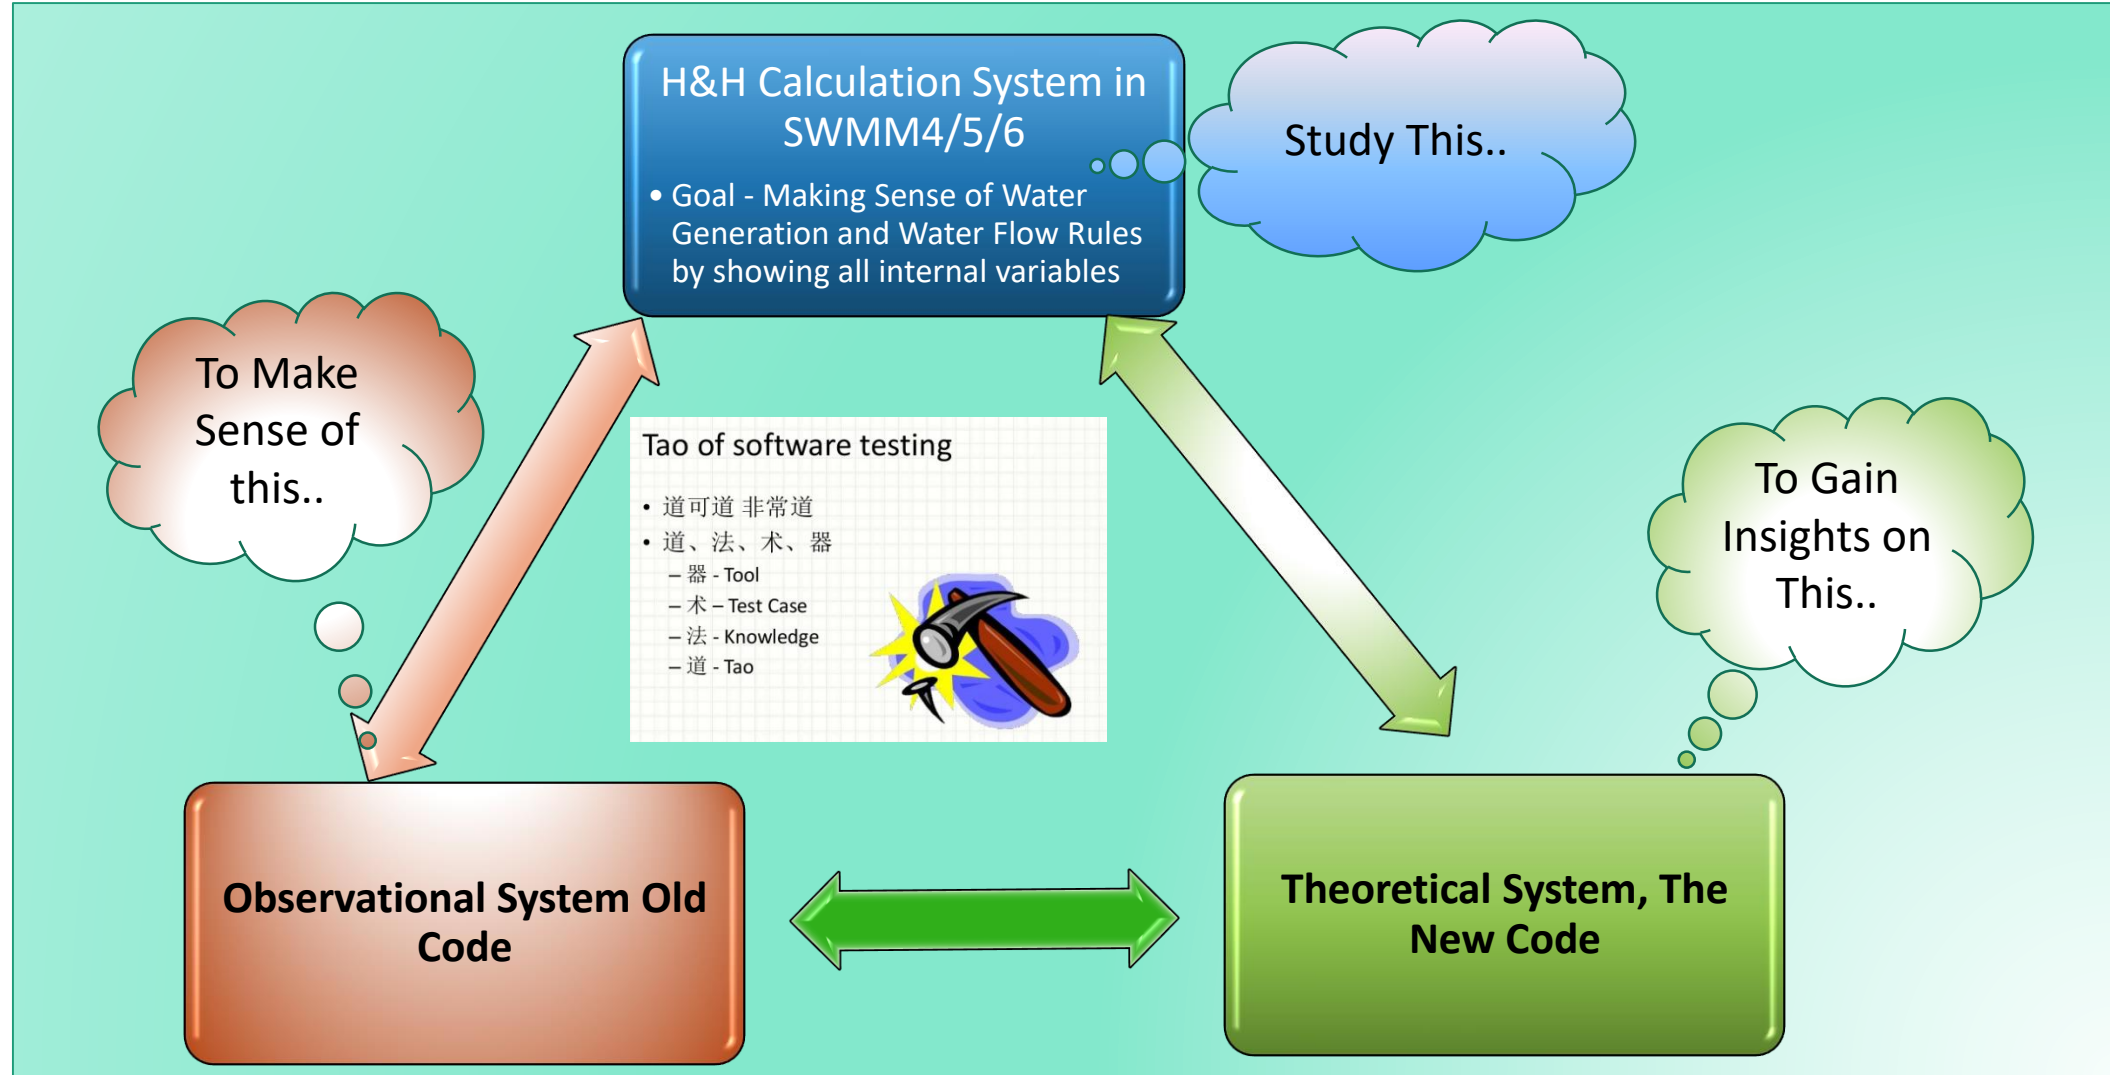 H&H Calculation System in
SWMM4/5/6
• Goal - Making Sense of Water
Generation and Water Flow Rules
by showing all internal variables
Study This..
To Make
Sense of
this..
Tao of software testing
• 道可道 非常道
• 道、法、术、器
– 器 - Tool
– 术 – Test Case
– 法 - Knowledge
– 道 - Tao
To Gain
Insights on
This..
Observational System Old
Code
Theoretical System, The
New Code